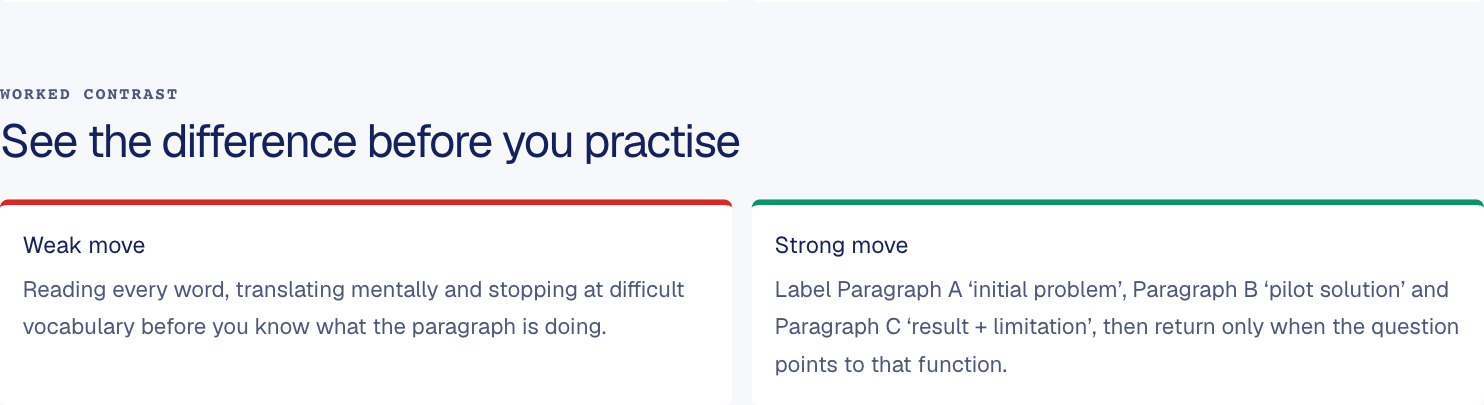 WORKED CONTRAST
See the difference before you practise
Weak move
Reading every word, translating mentally and stopping at difficult
vocabulary before you know what the paragraph is doing.
Strong move
Label Paragraph A ‘initial problem’, Paragraph B ‘pilot solution’ and
Paragraph C ‘result + limitation’, then return only when the question
points to that function.